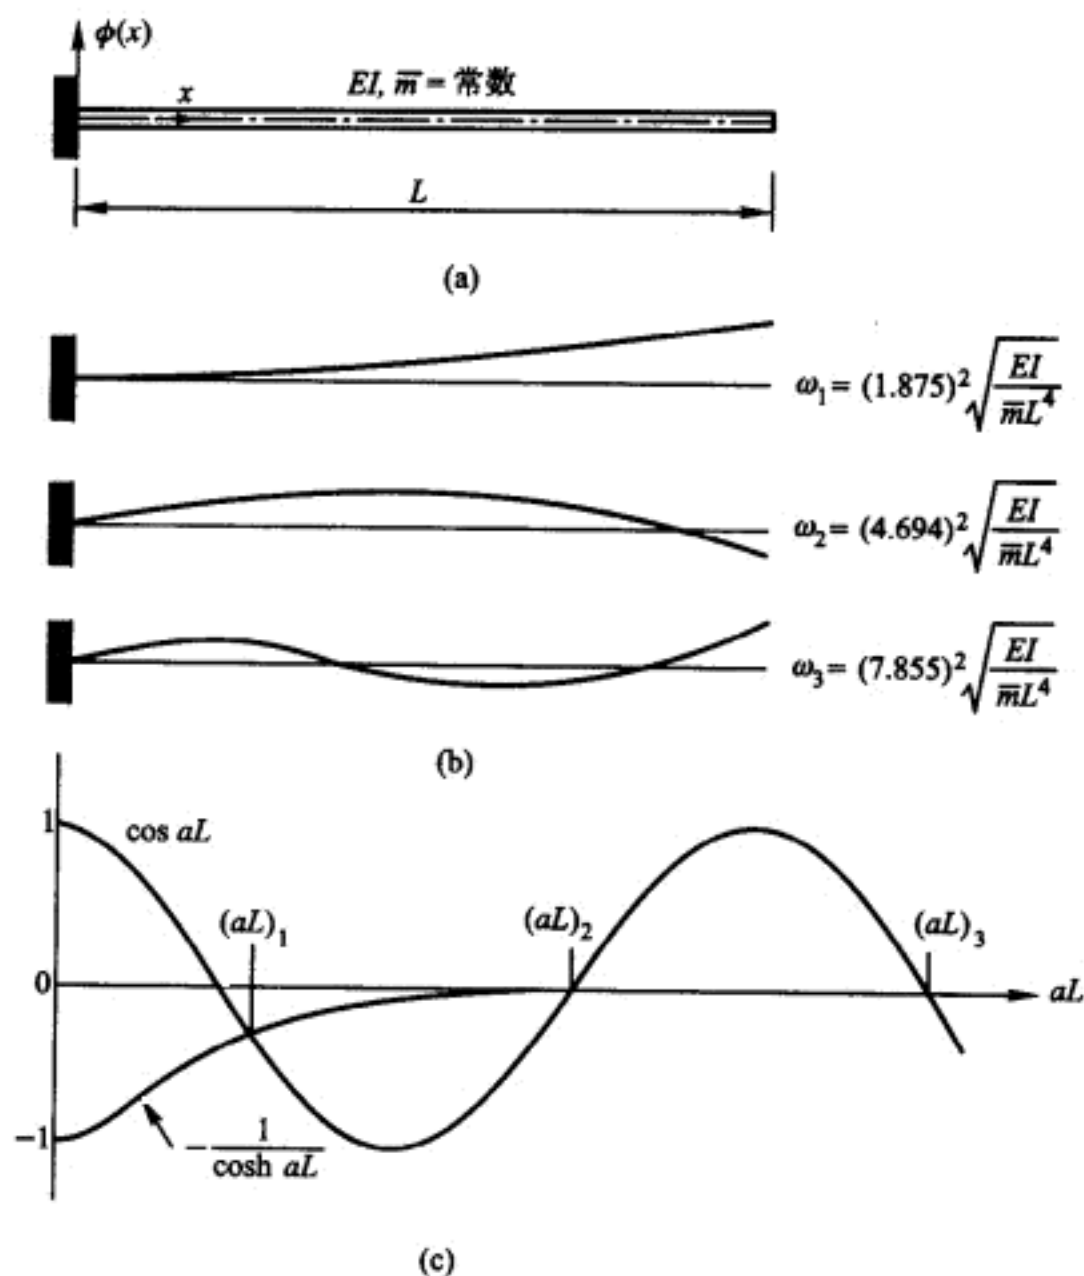 ϕ(x)
EI, m̅ = 常数
x
L
(a)
ω₁ = (1.875)² √(EI / m̅L⁴)
ω₂ = (4.694)² √(EI / m̅L⁴)
ω₃ = (7.855)² √(EI / m̅L⁴)
(b)
1
cos aL
(aL)₁
(aL)₂
(aL)₃
0
aL
−1
− 1 / cosh aL
(c)